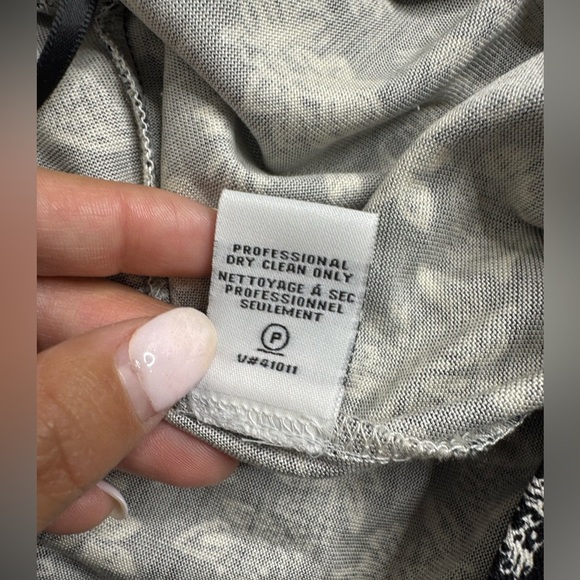 PROFESSIONAL
DRY CLEAN ONLY
NETTOYAGE À SEC
PROFESSIONNEL
SEULEMENT
P
V#41011